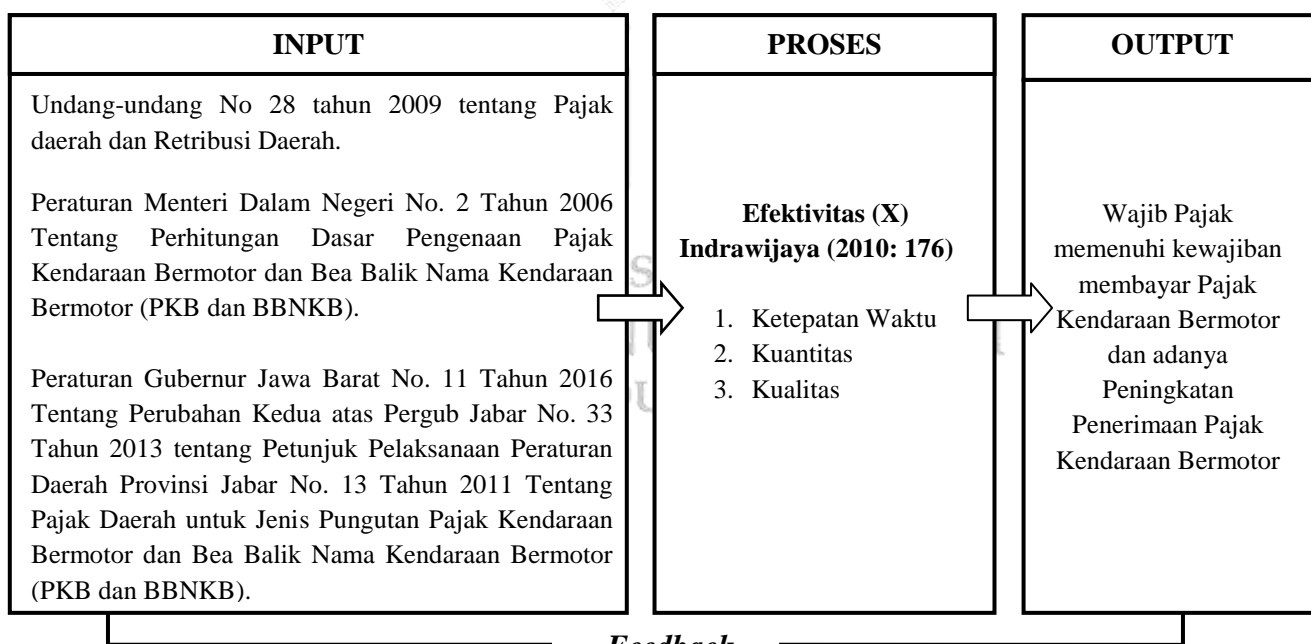 INPUT
Undang-undang No 28 tahun 2009 tentang Pajak
daerah dan Retribusi Daerah.
Peraturan Menteri Dalam Negeri No. 2 Tahun 2006
Tentang Perhitungan Dasar Pengenaan Pajak
Kendaraan Bermotor dan Bea Balik Nama Kendaraan
Bermotor (PKB dan BBNKB).
Peraturan Gubernur Jawa Barat No. 11 Tahun 2016
Tentang Perubahan Kedua atas Pergub Jabar No. 33
Tahun 2013 tentang Petunjuk Pelaksanaan Peraturan
Daerah Provinsi Jabar No. 13 Tahun 2011 Tentang
Pajak Daerah untuk Jenis Pungutan Pajak Kendaraan
Bermotor dan Bea Balik Nama Kendaraan Bermotor
(PKB dan BBNKB).
PROSES
Efektivitas (X)
Indrawijaya (2010: 176)
1. Ketepatan Waktu
2. Kuantitas
3. Kualitas
OUTPUT
Wajib Pajak
memenuhi kewajiban
membayar Pajak
Kendaraan Bermotor
dan adanya
Peningkatan
Penerimaan Pajak
Kendaraan Bermotor
Feedback